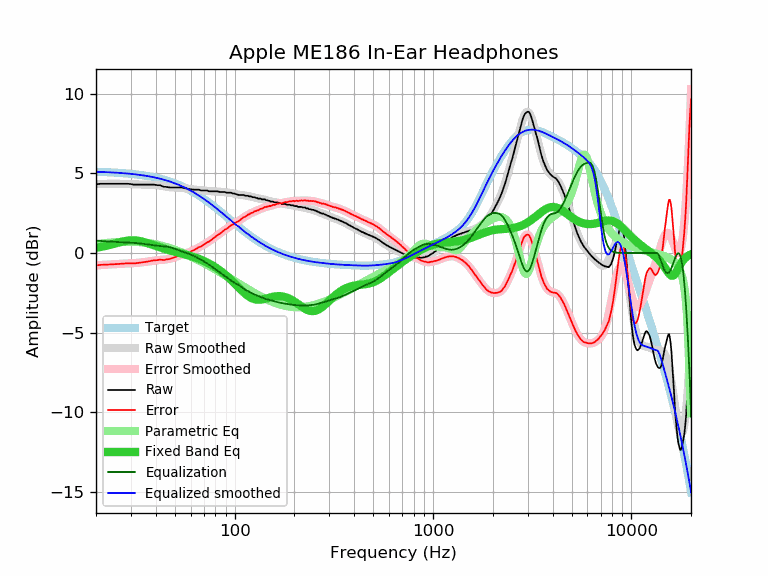 Apple ME186 In-Ear Headphones
Amplitude (dBr)
10
5
0
−5
−10
−15
Target
Raw Smoothed
Error Smoothed
Raw
Error
Parametric Eq
Fixed Band Eq
Equalization
Equalized smoothed
100 1000 10000
Frequency (Hz)